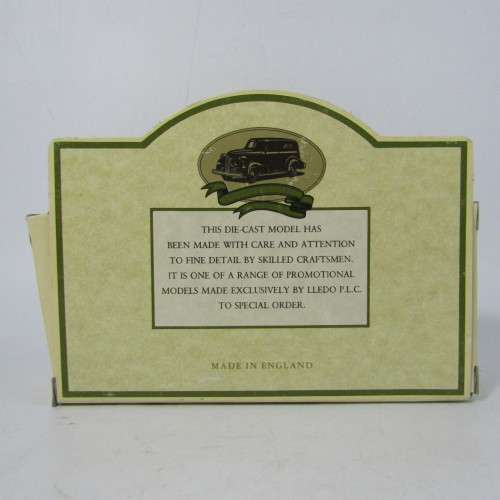 THIS DIE-CAST MODEL HAS
BEEN MADE WITH CARE AND ATTENTION
TO FINE DETAIL BY SKILLED CRAFTSMEN.
IT IS ONE OF A RANGE OF PROMOTIONAL
MODELS MADE EXCLUSIVELY BY LLEDO P.L.C.
TO SPECIAL ORDER.
MADE IN ENGLAND